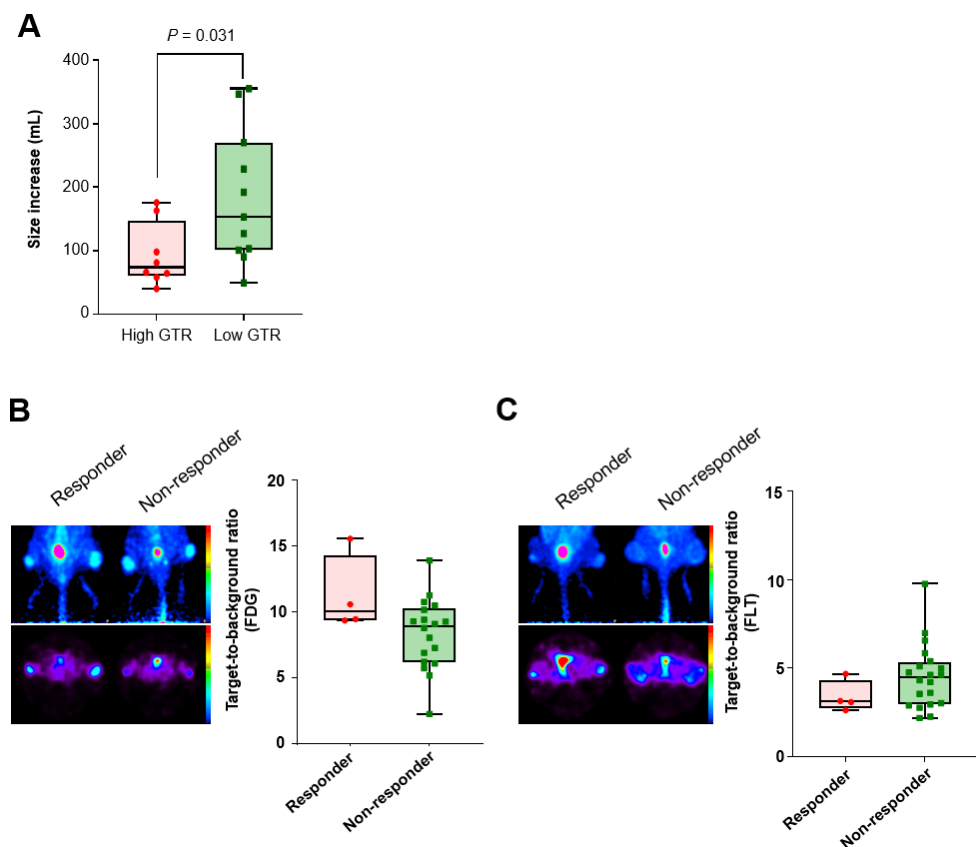 A
P = 0.031
Size increase (mL)
400
300
200
100
0
High GTR
Low GTR
B
Responder
Non-responder
Target-to-background ratio
(FDG)
20
15
10
5
0
Responder
Non-responder
C
Responder
Non-responder
Target-to-background ratio
(FLT)
15
10
5
0
Responder
Non-responder